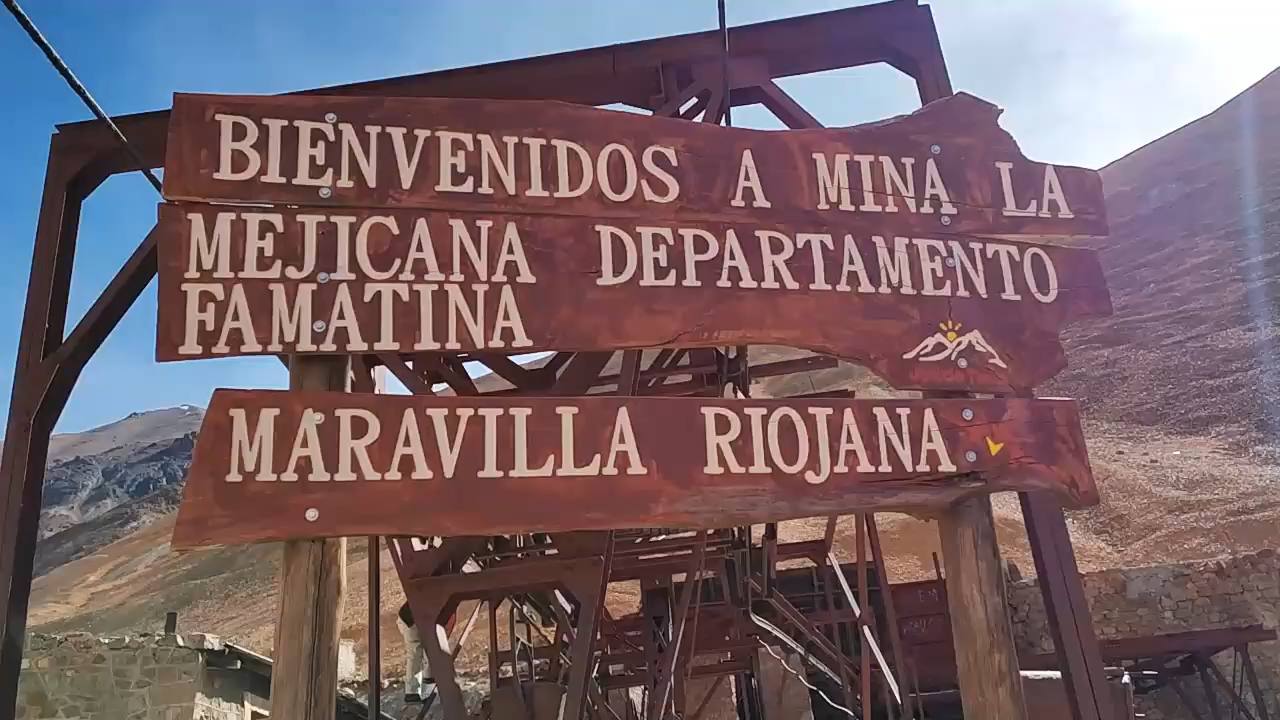 BIENVENIDOS A MINA LA
MEJICANA DEPARTAMENTO
FAMATINA
MARAVILLA RIOJANA